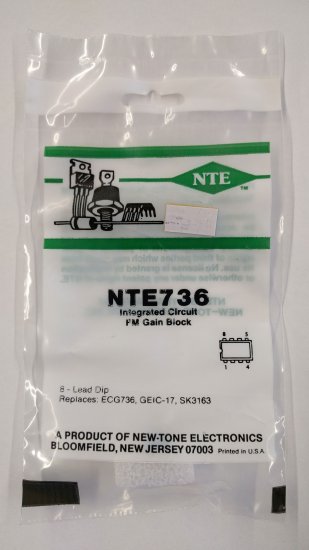 NTE
TM
NTE736
Integrated Circuit
FM Gain Block
8 5
1 4
8 - Lead Dip
Replaces: ECG736, GEIC-17, SK3163
A PRODUCT OF NEW-TONE ELECTRONICS
BLOOMFIELD, NEW JERSEY 07003 Printed in U.S.A.